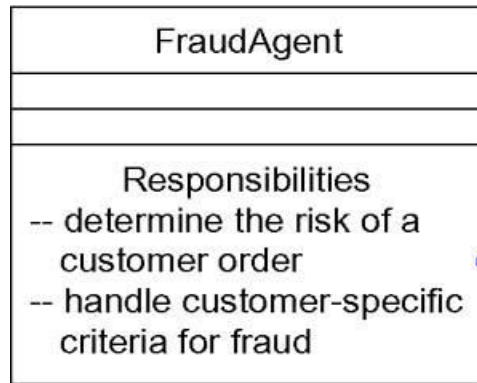 FraudAgent
Responsibilities
-- determine the risk of a
customer order
-- handle customer-specific
criteria for fraud